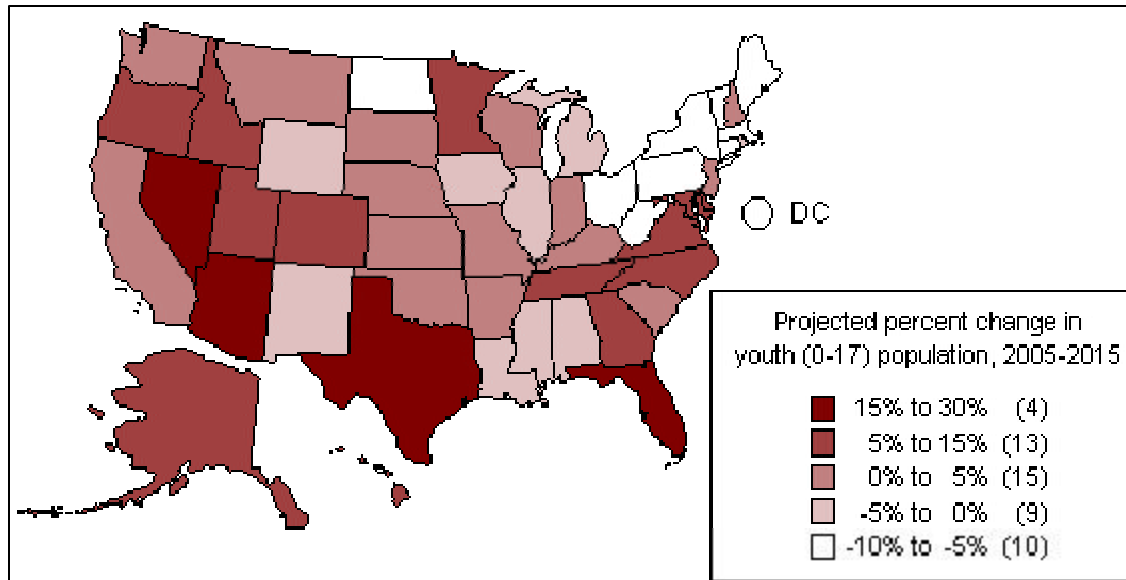 DC
Projected percent change in
youth (0-17) population, 2005-2015
15% to 30% (4)
5% to 15% (13)
0% to 5% (15)
-5% to 0% (9)
-10% to -5% (10)